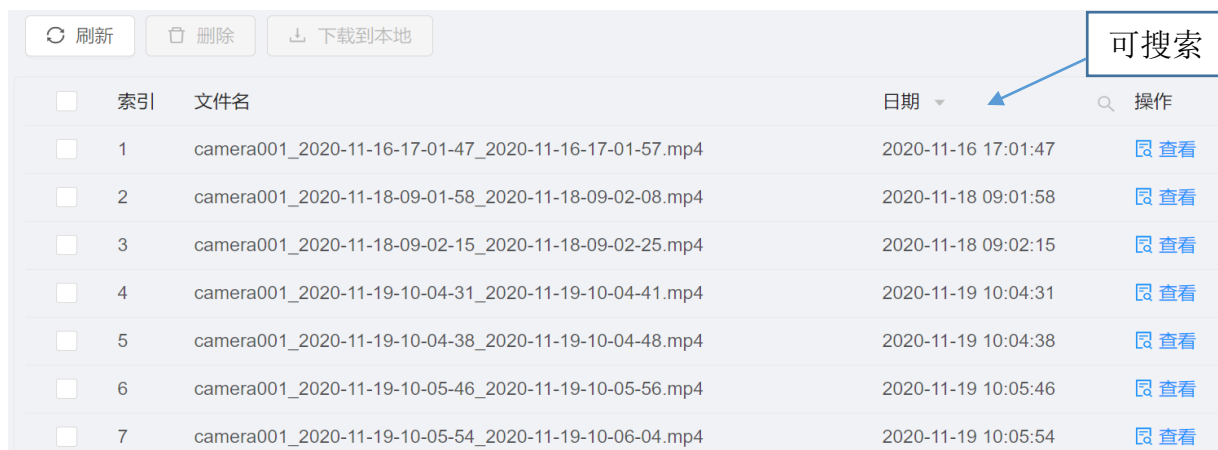 刷新 删除 下载到本地
可搜索
索引 文件名 日期 操作
1 camera001_2020-11-16-17-01-47_2020-11-16-17-01-57.mp4 2020-11-16 17:01:47 查看
2 camera001_2020-11-18-09-01-58_2020-11-18-09-02-08.mp4 2020-11-18 09:01:58 查看
3 camera001_2020-11-18-09-02-15_2020-11-18-09-02-25.mp4 2020-11-18 09:02:15 查看
4 camera001_2020-11-19-10-04-31_2020-11-19-10-04-41.mp4 2020-11-19 10:04:31 查看
5 camera001_2020-11-19-10-04-38_2020-11-19-10-04-48.mp4 2020-11-19 10:04:38 查看
6 camera001_2020-11-19-10-05-46_2020-11-19-10-05-56.mp4 2020-11-19 10:05:46 查看
7 camera001_2020-11-19-10-05-54_2020-11-19-10-06-04.mp4 2020-11-19 10:05:54 查看